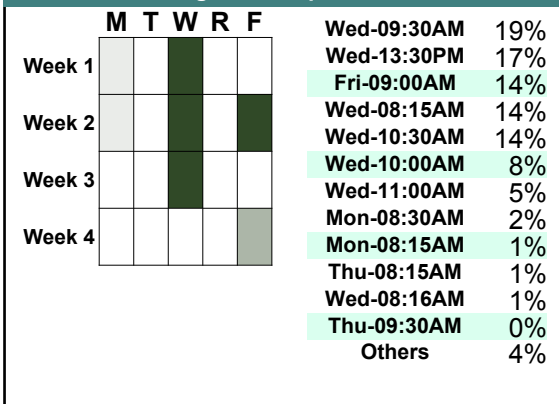 M T W R F
Week 1
Week 2
Week 3
Week 4
Wed-09:30AM 19%
Wed-13:30PM 17%
Fri-09:00AM 14%
Wed-08:15AM 14%
Wed-10:30AM 14%
Wed-10:00AM 8%
Wed-11:00AM 5%
Mon-08:30AM 2%
Mon-08:15AM 1%
Thu-08:15AM 1%
Wed-08:16AM 1%
Thu-09:30AM 0%
Others 4%